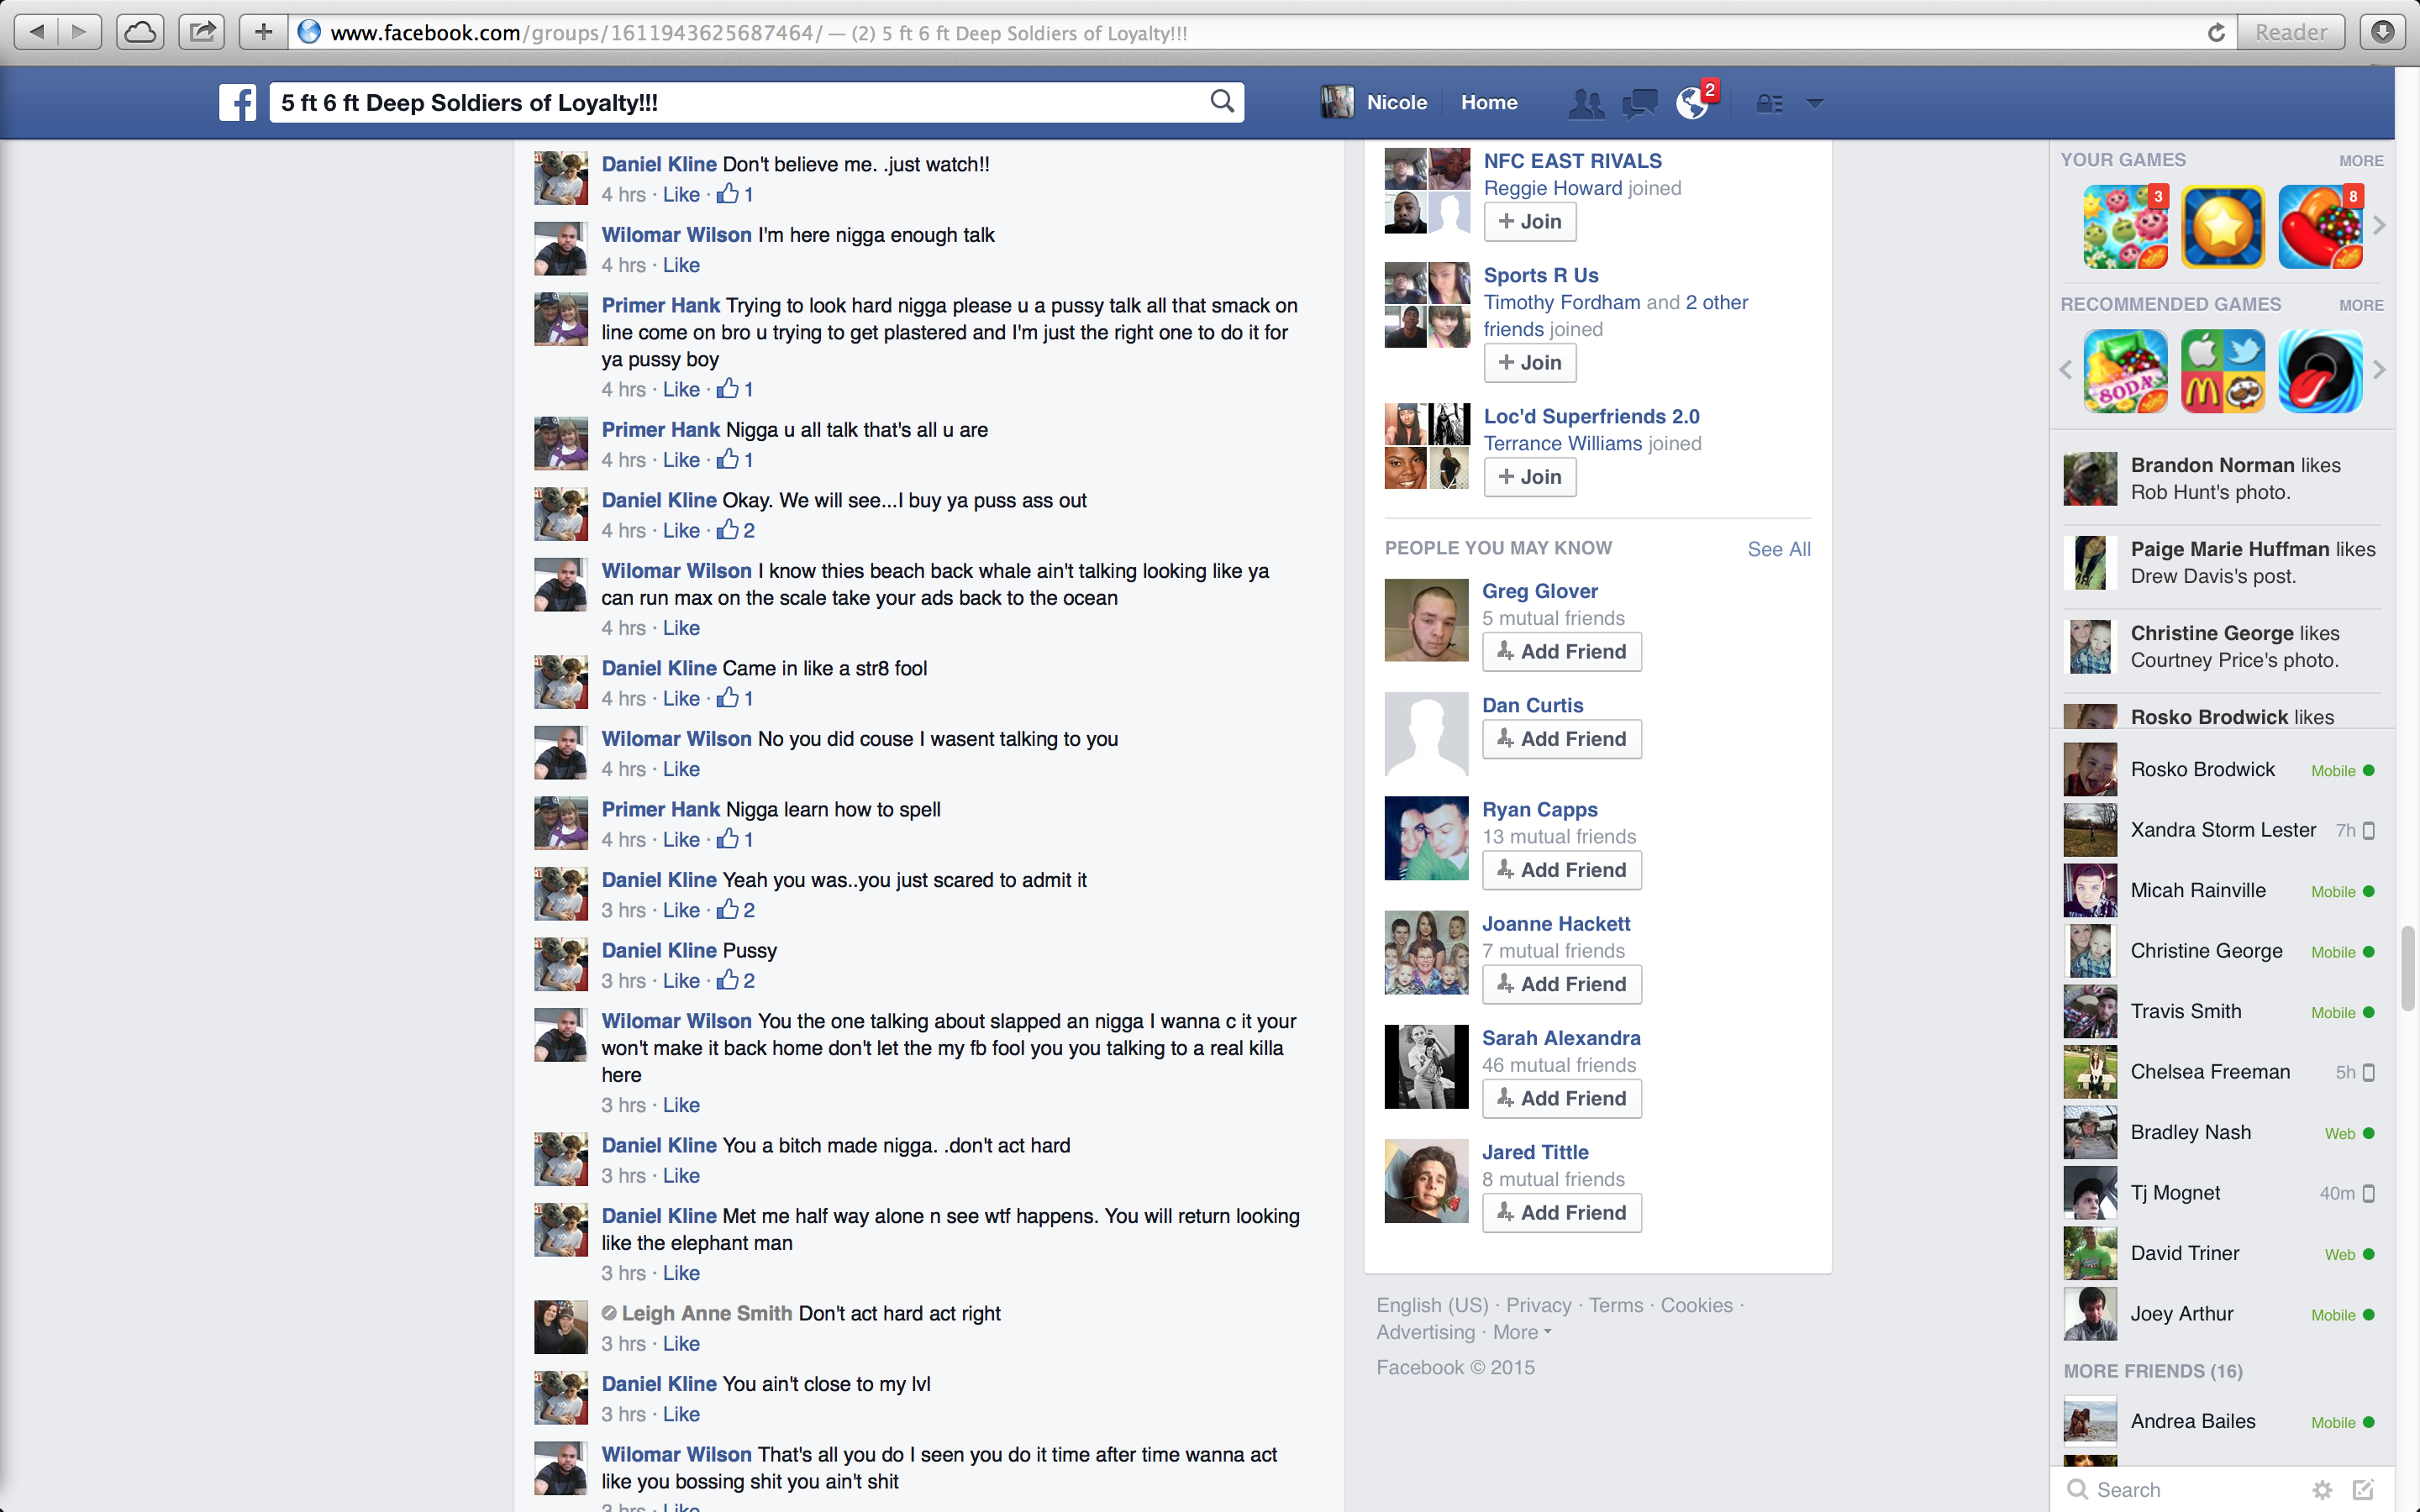 www.facebook.com/groups/1611943625687464/ — (2) 5 ft 6 ft Deep Soldiers of Loyalty!!!
Reader
5 ft 6 ft Deep Soldiers of Loyalty!!!
Nicole
Home
2
Daniel Kline Don't believe me. .just watch!!
4 hrs · Like · 1
Wilomar Wilson I'm here nigga enough talk
4 hrs · Like
Primer Hank Trying to look hard nigga please u a pussy talk all that smack on
line come on bro u trying to get plastered and I'm just the right one to do it for
ya pussy boy
4 hrs · Like · 1
Primer Hank Nigga u all talk that's all u are
4 hrs · Like · 1
Daniel Kline Okay. We will see...I buy ya puss ass out
4 hrs · Like · 2
Wilomar Wilson I know thies beach back whale ain't talking looking like ya
can run max on the scale take your ads back to the ocean
4 hrs · Like
Daniel Kline Came in like a str8 fool
4 hrs · Like · 1
Wilomar Wilson No you did couse I wasent talking to you
4 hrs · Like
Primer Hank Nigga learn how to spell
4 hrs · Like · 1
Daniel Kline Yeah you was..you just scared to admit it
3 hrs · Like · 2
Daniel Kline Pussy
3 hrs · Like · 2
Wilomar Wilson You the one talking about slapped an nigga I wanna c it your
won't make it back home don't let the my fb fool you you talking to a real killa
here
3 hrs · Like
Daniel Kline You a bitch made nigga. .don't act hard
3 hrs · Like
Daniel Kline Met me half way alone n see wtf happens. You will return looking
like the elephant man
3 hrs · Like
Leigh Anne Smith Don't act hard act right
3 hrs · Like
Daniel Kline You ain't close to my lvl
3 hrs · Like
Wilomar Wilson That's all you do I seen you do it time after time wanna act
like you bossing shit you ain't shit
3 hrs · Like
NFC EAST RIVALS
Reggie Howard joined
+ Join
Sports R Us
Timothy Fordham and 2 other
friends joined
+ Join
Loc'd Superfriends 2.0
Terrance Williams joined
+ Join
PEOPLE YOU MAY KNOW
See All
Greg Glover
5 mutual friends
Add Friend
Dan Curtis
Add Friend
Ryan Capps
13 mutual friends
Add Friend
Joanne Hackett
7 mutual friends
Add Friend
Sarah Alexandra
46 mutual friends
Add Friend
Jared Tittle
8 mutual friends
Add Friend
English (US) · Privacy · Terms · Cookies ·
Advertising · More
Facebook © 2015
YOUR GAMES
MORE
3
8
RECOMMENDED GAMES
MORE
SODA
Brandon Norman likes
Rob Hunt's photo.
Paige Marie Huffman likes
Drew Davis's post.
Christine George likes
Courtney Price's photo.
Rosko Brodwick likes
Rosko Brodwick Mobile
Xandra Storm Lester 7h
Micah Rainville Mobile
Christine George Mobile
Travis Smith Mobile
Chelsea Freeman 5h
Bradley Nash Web
Tj Mognet 40m
David Triner Web
Joey Arthur Mobile
MORE FRIENDS (16)
Andrea Bailes Mobile
Search